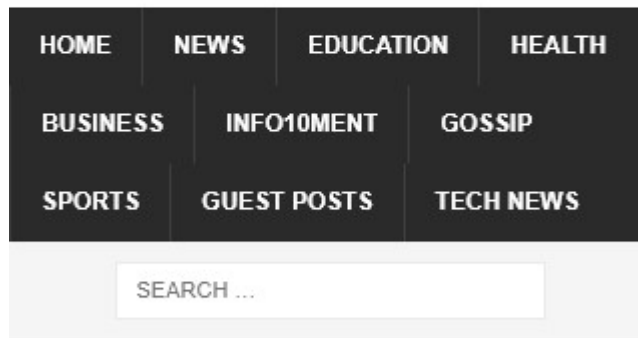 HOME NEWS EDUCATION HEALTH
BUSINESS INFO10MENT GOSSIP
SPORTS GUEST POSTS TECH NEWS
SEARCH ...